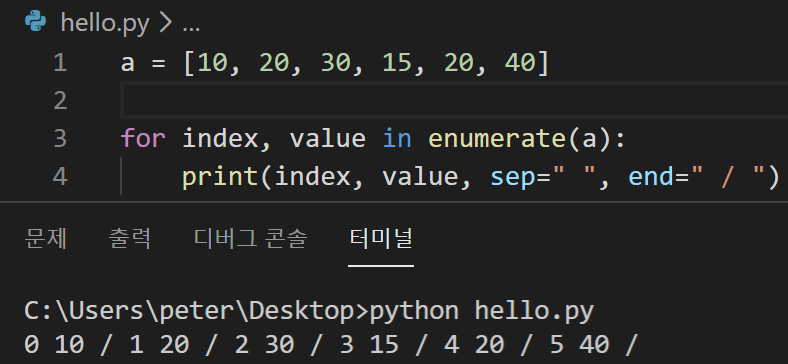 hello.py > ...
1 a = [10, 20, 30, 15, 20, 40]
2
3 for index, value in enumerate(a):
4     print(index, value, sep=" ", end=" / ")
문제 출력 디버그 콘솔 터미널
C:\Users\peter\Desktop>python hello.py
0 10 / 1 20 / 2 30 / 3 15 / 4 20 / 5 40 /